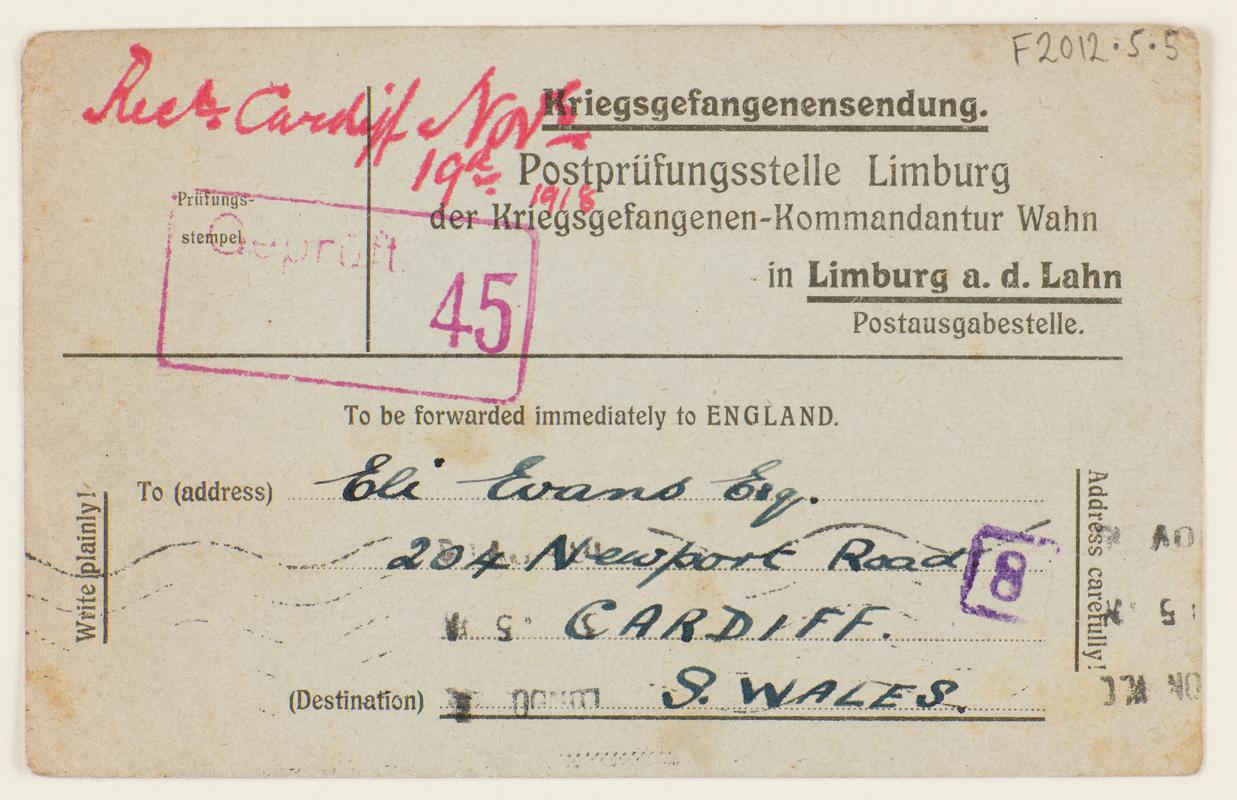 F2012.5.5
Recd. Cardiff Novr
19th
1918
Kriegsgefangenensendung.
Postprüfungsstelle Limburg
der Kriegsgefangenen-Kommandantur Wahn
in Limburg a. d. Lahn
Postausgabestelle.
Prüfungs-
stempel.
Geprüft.
45
To be forwarded immediately to ENGLAND.
To (address) Eli Evans Esq.
204 Newport Road
8
CARDIFF.
(Destination) S. WALES.
Write plainly!
Address carefully!